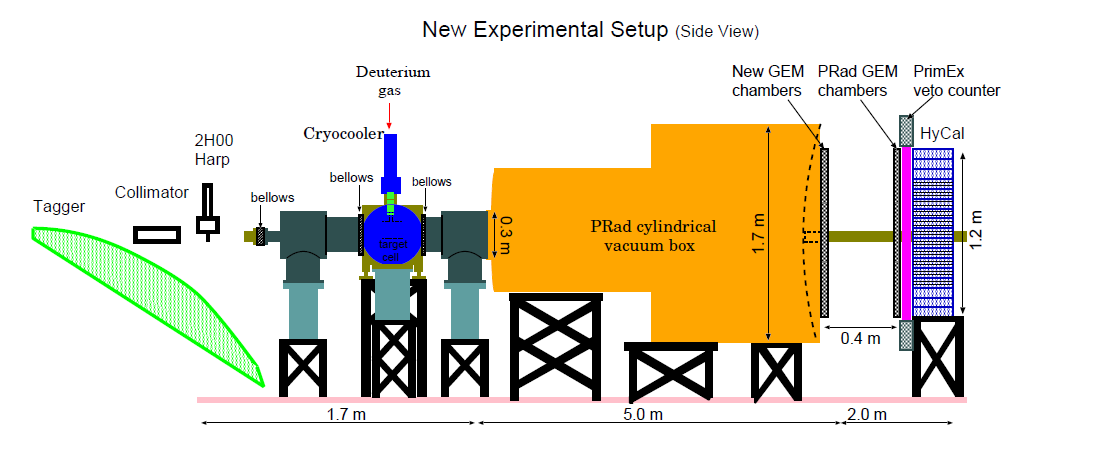 New Experimental Setup (Side View)
Deuterium
gas
New GEM
chambers
PRad GEM
chambers
PrimEx
veto counter
Cryocooler
HyCal
2H00
Harp
Collimator
Tagger
bellows
bellows
bellows
target
cell
0.3 m
PRad cylindrical
vacuum box
1.7 m
1.2 m
0.4 m
1.7 m
5.0 m
2.0 m